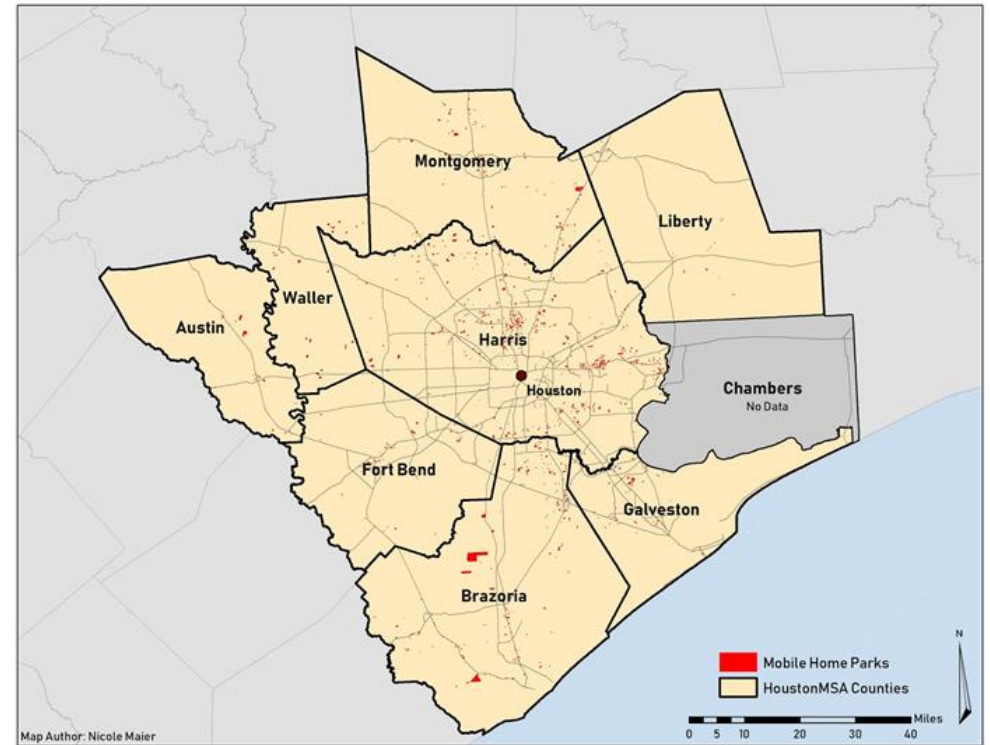 Montgomery
Liberty
Waller
Austin
Harris
Houston
Chambers
No Data
Fort Bend
Galveston
Brazoria
N
Mobile Home Parks
HoustonMSA Counties
Miles
0 5 10 20 30 40
Map Author: Nicole Maier